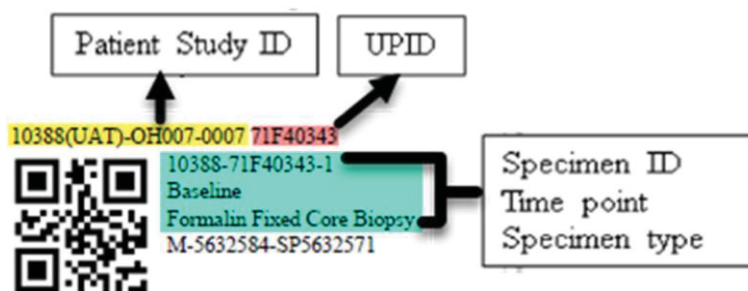 Patient Study ID
UPID
10388(UAT)-OH007-0007 71F40343
10388-71F40343-1
Baseline
Formalin Fixed Core Biopsy
M-5632584-SP5632571
Specimen ID
Time point
Specimen type